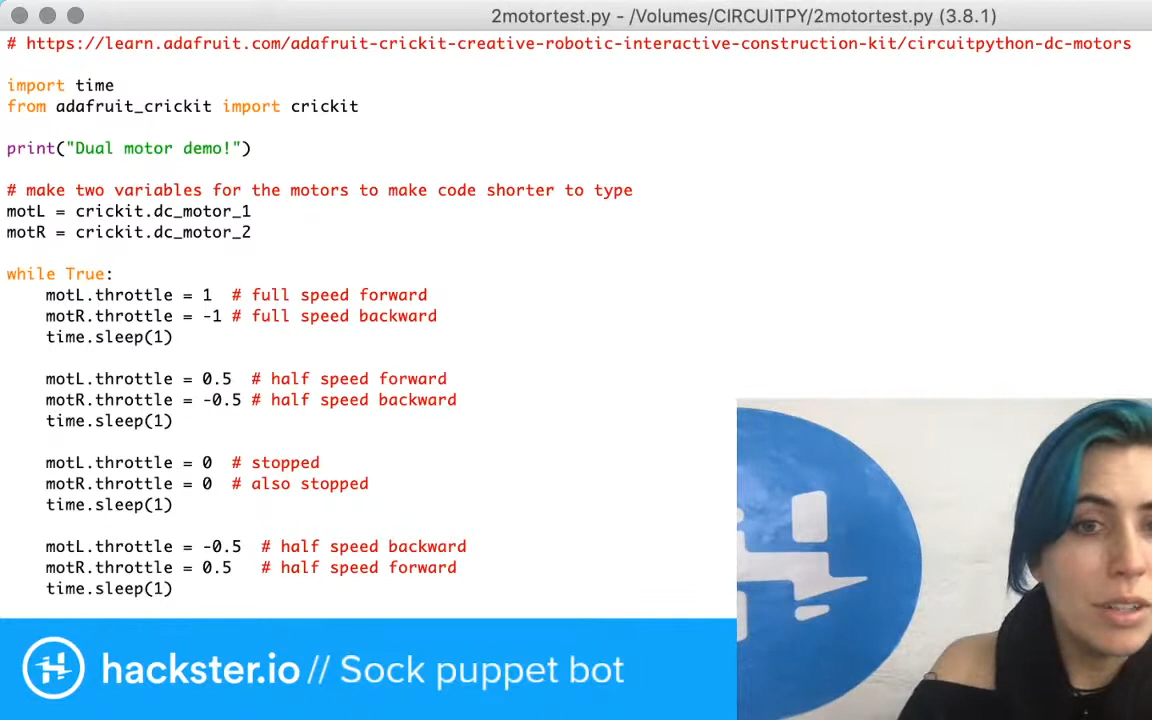 2motortest.py - /Volumes/CIRCUITPY/2motortest.py (3.8.1)
# https://learn.adafruit.com/adafruit-crickit-creative-robotic-interactive-construction-kit/circuitpython-dc-motors
import time
from adafruit_crickit import crickit
print("Dual motor demo!")
# make two variables for the motors to make code shorter to type
motL = crickit.dc_motor_1
motR = crickit.dc_motor_2
while True:
    motL.throttle = 1  # full speed forward
    motR.throttle = -1 # full speed backward
    time.sleep(1)
    motL.throttle = 0.5  # half speed forward
    motR.throttle = -0.5 # half speed backward
    time.sleep(1)
    motL.throttle = 0  # stopped
    motR.throttle = 0  # also stopped
    time.sleep(1)
    motL.throttle = -0.5  # half speed backward
    motR.throttle = 0.5   # half speed forward
    time.sleep(1)
hackster.io // Sock puppet bot